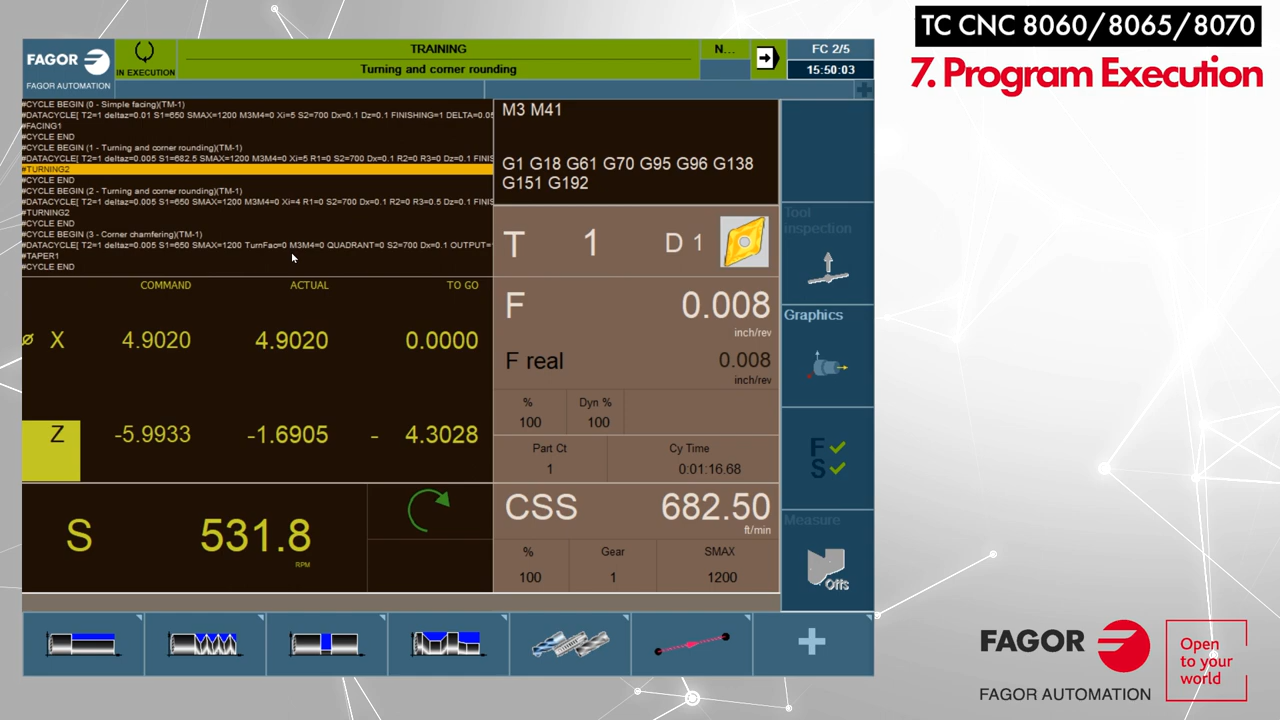 TC CNC 8060/8065/8070
7. Program Execution
FAGOR
FAGOR AUTOMATION
IN EXECUTION
TRAINING
Turning and corner rounding
N...
FC 2/5
15:50:03
#CYCLE BEGIN (0 - Simple facing)(TM-1)
#DATACYCLE[ T2=1 deltaz=0.01 S1=650 SMAX=1200 M3M4=0 Xi=5 S2=700 Dx=0.1 Dz=0.1 FINISHING=1 DELTA=0.05
#FACING1
#CYCLE END
#CYCLE BEGIN (1 - Turning and corner rounding)(TM-1)
#DATACYCLE[ T2=1 deltaz=0.005 S1=682.5 SMAX=1200 M3M4=0 Xi=5 R1=0 S2=700 Dx=0.1 R2=0 R3=0 Dz=0.1 FINIS
#TURNING2
#CYCLE END
#CYCLE BEGIN (2 - Turning and corner rounding)(TM-1)
#DATACYCLE[ T2=1 deltaz=0.005 S1=650 SMAX=1200 M3M4=0 Xi=4 R1=0 S2=700 Dx=0.1 R2=0 R3=0.5 Dz=0.1 FINIS
#TURNING2
#CYCLE END
#CYCLE BEGIN (3 - Corner chamfering)(TM-1)
#DATACYCLE[ T2=1 deltaz=0.005 S1=650 SMAX=1200 TurnFac=0 M3M4=0 QUADRANT=0 S2=700 Dx=0.1 OUTPUT=
#TAPER1
#CYCLE END
M3 M41
G1 G18 G61 G70 G95 G96 G138
G151 G192
T 1 D 1
COMMAND ACTUAL TO GO
ø X 4.9020 4.9020 0.0000
Z -5.9933 -1.6905 - 4.3028
F 0.008
inch/rev
F real 0.008
inch/rev
% Dyn %
100 100
Part Ct Cy Time
1 0:01:16.68
S 531.8
RPM
CSS 682.50
ft/min
% Gear SMAX
100 1 1200
Tool
inspection
Graphics
F
S
Measure
Offs
FAGOR
FAGOR AUTOMATION
Open
to your
world